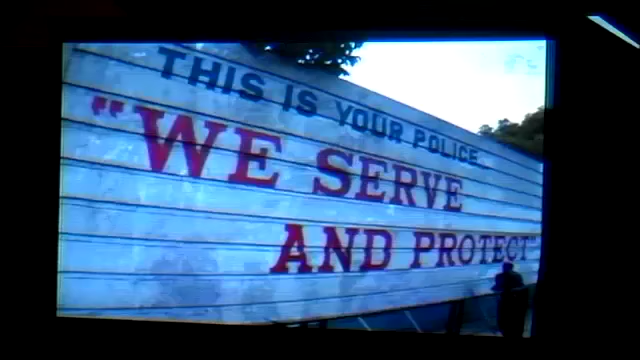 THIS IS YOUR POLICE
"WE SERVE
AND PROTECT"